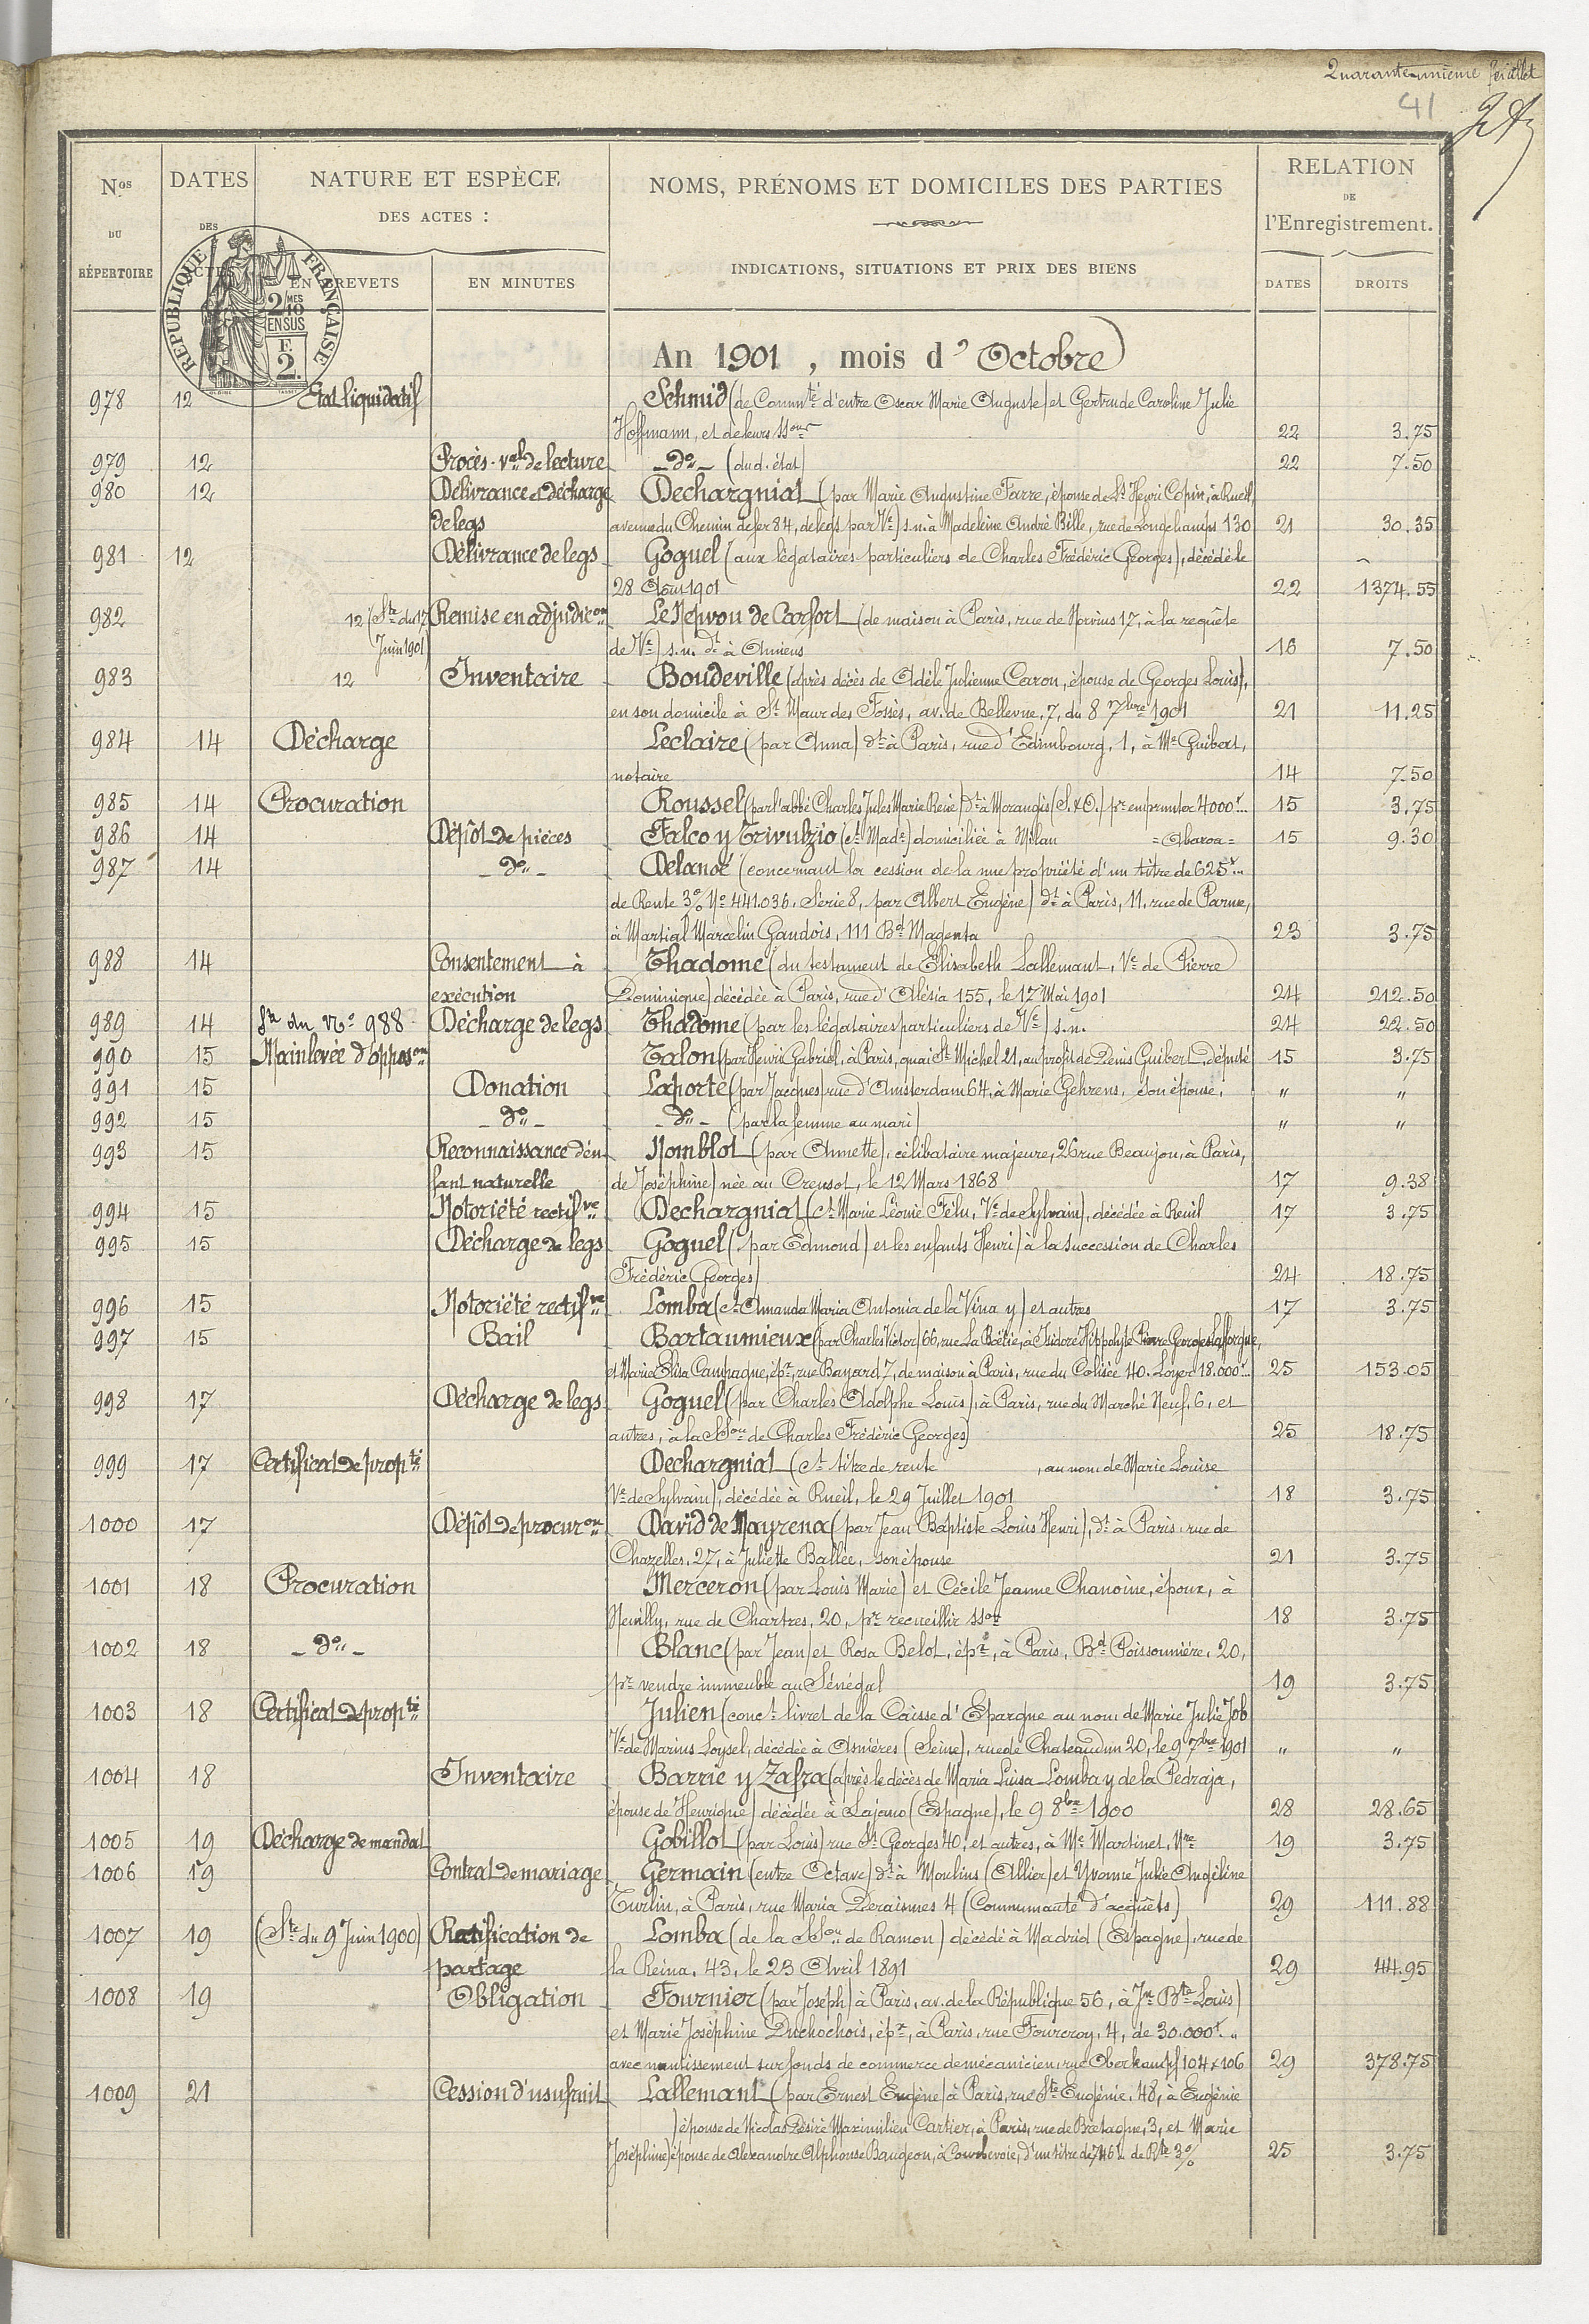 Quarante-unième feuillet
41
Nos DU RÉPERTOIRE
DATES DES ACTES
NATURE ET ESPÈCE DES ACTES :
EN BREVETS
EN MINUTES
NOMS, PRÉNOMS ET DOMICILES DES PARTIES
INDICATIONS, SITUATIONS ET PRIX DES BIENS
RELATION DE l'Enregistrement.
DATES
DROITS
RÉPUBLIQUE FRANÇAISE
2/10MES EN SUS
F. 2.
An 1901, mois d'Octobre
978 12 Etat liquidatif Schmid (de Commté d'entre Oscar Marie Auguste) et Gertrude Caroline Julie
Hoffmann, et de leurs ssons 22 3.75
979 12 Procès-val de lecture - do - (dud. état) 22 7.50
980 12 Délivrance et décharge Dechargniat (par Marie Augustine Farre, épouse de Ls Henri Copin, à Rueil,
de legs avenue du Chemin de fer 84, de legs par Ve) s.n. à Madeleine André Bille, rue de Longchamps 130 21 30.35
981 12 Délivrance de legs Goguel (aux légataires particuliers de Charles Frédéric Georges), décédé le
28 Août 1901 22 1374.55
982 12 (Ste du 17 Remise en adjudicon Le Nepvou de Carfort (de maison à Paris, rue de Norvins 17, à la requête
Juin 1901) de Ve) s.n. dt à Amiens 16 7.50
983 12 Inventaire Boudeville (après décès de Adèle Julienne Caron, épouse de Georges Louis),
en son domicile à St Maur des Fossés, av. de Bellevue, 7, du 8 7bre 1901 21 11.25
984 14 Décharge Leclaire (par Anna) dt à Paris, rue d'Edimbourg, 1, à Me Guibert,
notaire 14 7.50
985 14 Procuration Roussel (par l'abbé Charles Jules Marie René) dt à Morangis (S.&O.) pr emprunter 4000f.. 15 3.75
986 14 Dépôt de pièces Falco y Trivulzio (ct Made) domiciliée à Milan = Abaroa = 15 9.30
987 14 - do - Delanoé (concernant la cession de la nue propriété d'un titre de 625f..
de Rente 3% No 441.036. Série 8, par Albert Eugène) dt à Paris, 11, rue de Parme,
à Martial Marcelin Gaudois, 111 Bd Magenta 23 3.75
988 14 Consentement à Thadome (du testament de Elisabeth Lallemant, Ve de Pierre
exécution Dominique) décédée à Paris, rue d'Alésia 155, le 17 Mai 1901 24 212.50
989 14 Ste du No 988 Décharge de legs Thadome (par les légataires particuliers de Ve) s.n. 24 22.50
990 15 Mainlevée d'opposon Talon (par Henri Gabriel, à Paris, quai St Michel 21, au profit de Denis Guibert, député 15 3.75
991 15 Donation Laporte (par Jacques) rue d'Amsterdam 64, à Marie Gehrens, son épouse, " "
992 15 - do - - do - (par la femme au mari) " "
993 15 Reconnaissance d'en- Nomblot (par Annette), célibataire majeure, 26 rue Beaujon, à Paris,
fant naturelle de Joséphine) née au Creusot, le 12 Mars 1868 17 9.38
994 15 Notoriété rectifve Dechargniat (ct Marie Léonie Félu, Ve de Sylvain), décédée à Reuil 17 3.75
995 15 Décharge de legs Goguel (par Edmond) et les enfants Henri) à la succession de Charles
Frédéric Georges) 24 18.75
996 15 Notoriété rectifve Lomba (ct Amanda Maria Antonia de la Vina y) et autres 17 3.75
997 15 Bail Bartaumieux (par Charles Victor) 66, rue La Boëtie, à Isidore Hippolyte Pierre Georges Lafforgue,
et Marie Elisa Campagne, épx, rue Bayard 7, de maison à Paris, rue du Colisée 40. Loyer 18.000f.. 25 153.05
998 17 Décharge de legs Goguel (par Charles Adolphe Louis), à Paris, rue du Marché Neuf, 6, et
autres, à la Sson de Charles Frédéric Georges) 25 18.75
999 17 Certificat de propté Dechargniat (ct titre de rente , au nom de Marie Louise
Ve de Sylvain), décédée à Rueil, le 29 Juillet 1901 18 3.75
1000 17 Dépôt de procuron David de Mayrena (par Jean Baptiste Louis Henri), dt à Paris, rue de
Chazelles, 27, à Juliette Ballée, son épouse 21 3.75
1001 18 Procuration Merceron (par Louis Marie) et Cécile Jeanne Chanoine, époux, à
Neuilly, rue de Chartres, 20, pr recueillir sson 18 3.75
1002 18 - do - Blanc (par Jean) et Rosa Belot, épx, à Paris, Bd Poissonnière, 20,
pr vendre immeuble au Sénégal 19 3.75
1003 18 Certificat de propté Julien (conct livret de la Caisse d'Epargne au nom de Marie Julie Job
Ve de Marius Loysel, décédée à Asnières (Seine), rue de Chateaudun 20, le 9 7bre 1901 " "
1004 18 Inventaire Barrie y Zafra (après le décès de Maria Luisa Lomba y de la Pedraja,
épouse de Henrique) décédée à Lajano (Espagne), le 9 8bre 1900 28 28.65
1005 19 Décharge de mandat Gobillot (par Louis) rue St Georges 40, et autres, à Me Martinet, Nre 19 3.75
1006 19 Contrat de mariage Germain (entre Octave) dt à Moulins (Allier) et Yvonne Julie Angéline
Turlin, à Paris, rue Maria Deraismes 4 (Communauté d'acquêts) 29 111.88
1007 19 (Ste du 9 Juin 1900) Ratification de Lomba (de la Sson de Ramon) décédé à Madrid (Espagne), rue de
partage la Reina, 43, le 23 Avril 1891 29 44.95
1008 19 Obligation Fournier (par Joseph) à Paris, av. de la République 56, à Jn Bte Louis)
et Marie Joséphine Duchochois, épx, à Paris, rue Fourcroy, 4, de 30.000f. "
avec nantissement sur fonds de commerce de mécanicien, rue Oberkampf 104 & 106 29 378.75
1009 21 Cession d'usufruit Lallemant (par Ernest Eugène) à Paris, rue Ste Eugénie, 48, à Eugénie
) épouse de Nicolas Désiré Maximilien Cartier, à Paris, rue de Bretagne, 3, et Marie
Joséphine) épouse de Alexandre Alphonse Baugeon, à Courbevoie, d'un titre de 746f. de Rte 3% 25 3.75